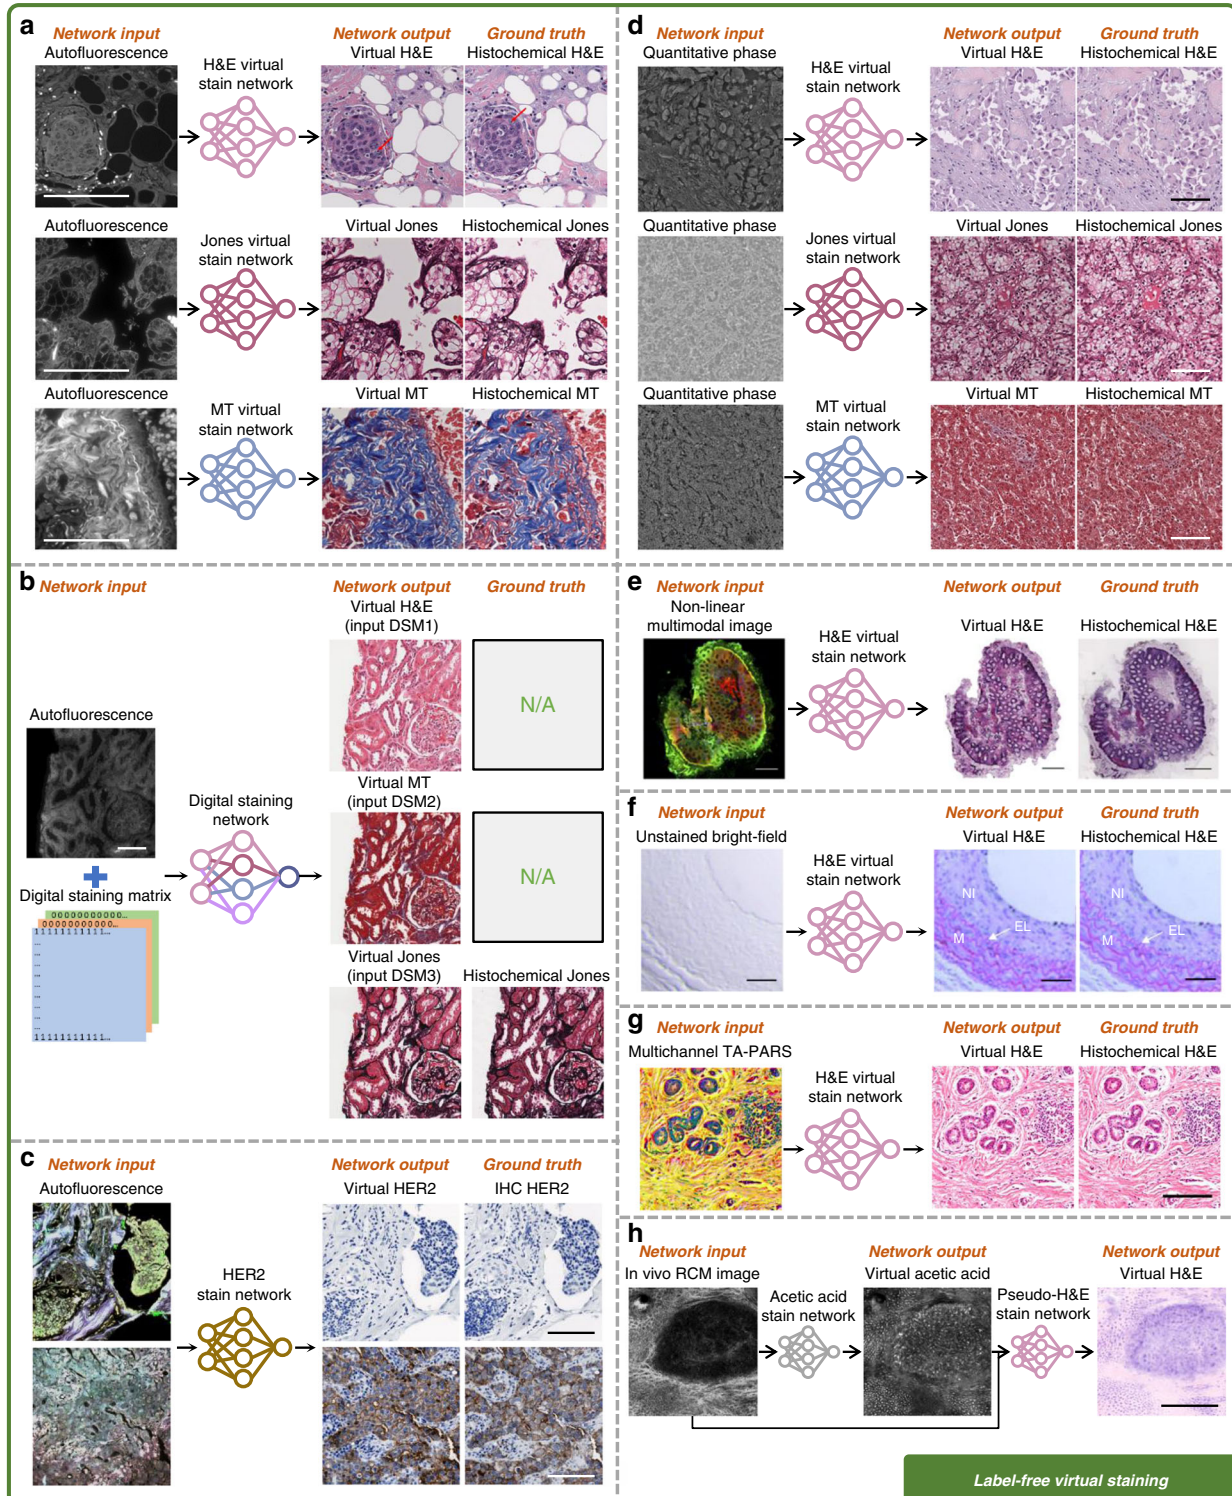 a
Network input
Autofluorescence
H&E virtual
stain network
Network output
Virtual H&E
Ground truth
Histochemical H&E
Autofluorescence
Jones virtual
stain network
Virtual Jones
Histochemical Jones
Autofluorescence
MT virtual
stain network
Virtual MT
Histochemical MT
b
Network input
Autofluorescence
Digital staining matrix
00000000000...
00000000000...
11111111111...
11111111111...
Digital staining
network
Network output
Virtual H&E
(input DSM1)
Ground truth
N/A
Virtual MT
(input DSM2)
N/A
Virtual Jones
(input DSM3)
Histochemical Jones
c
Network input
Autofluorescence
HER2
stain network
Network output
Virtual HER2
Ground truth
IHC HER2
d
Network input
Quantitative phase
H&E virtual
stain network
Network output
Virtual H&E
Ground truth
Histochemical H&E
Quantitative phase
Jones virtual
stain network
Virtual Jones
Histochemical Jones
Quantitative phase
MT virtual
stain network
Virtual MT
Histochemical MT
e
Network input
Non-linear
multimodal image
H&E virtual
stain network
Network output
Virtual H&E
Ground truth
Histochemical H&E
f
Network input
Unstained bright-field
H&E virtual
stain network
Network output
Virtual H&E
NI
EL
M
Ground truth
Histochemical H&E
NI
EL
M
g
Network input
Multichannel TA-PARS
H&E virtual
stain network
Network output
Virtual H&E
Ground truth
Histochemical H&E
h
Network input
In vivo RCM image
Acetic acid
stain network
Network output
Virtual acetic acid
Pseudo-H&E
stain network
Network output
Virtual H&E
Label-free virtual staining